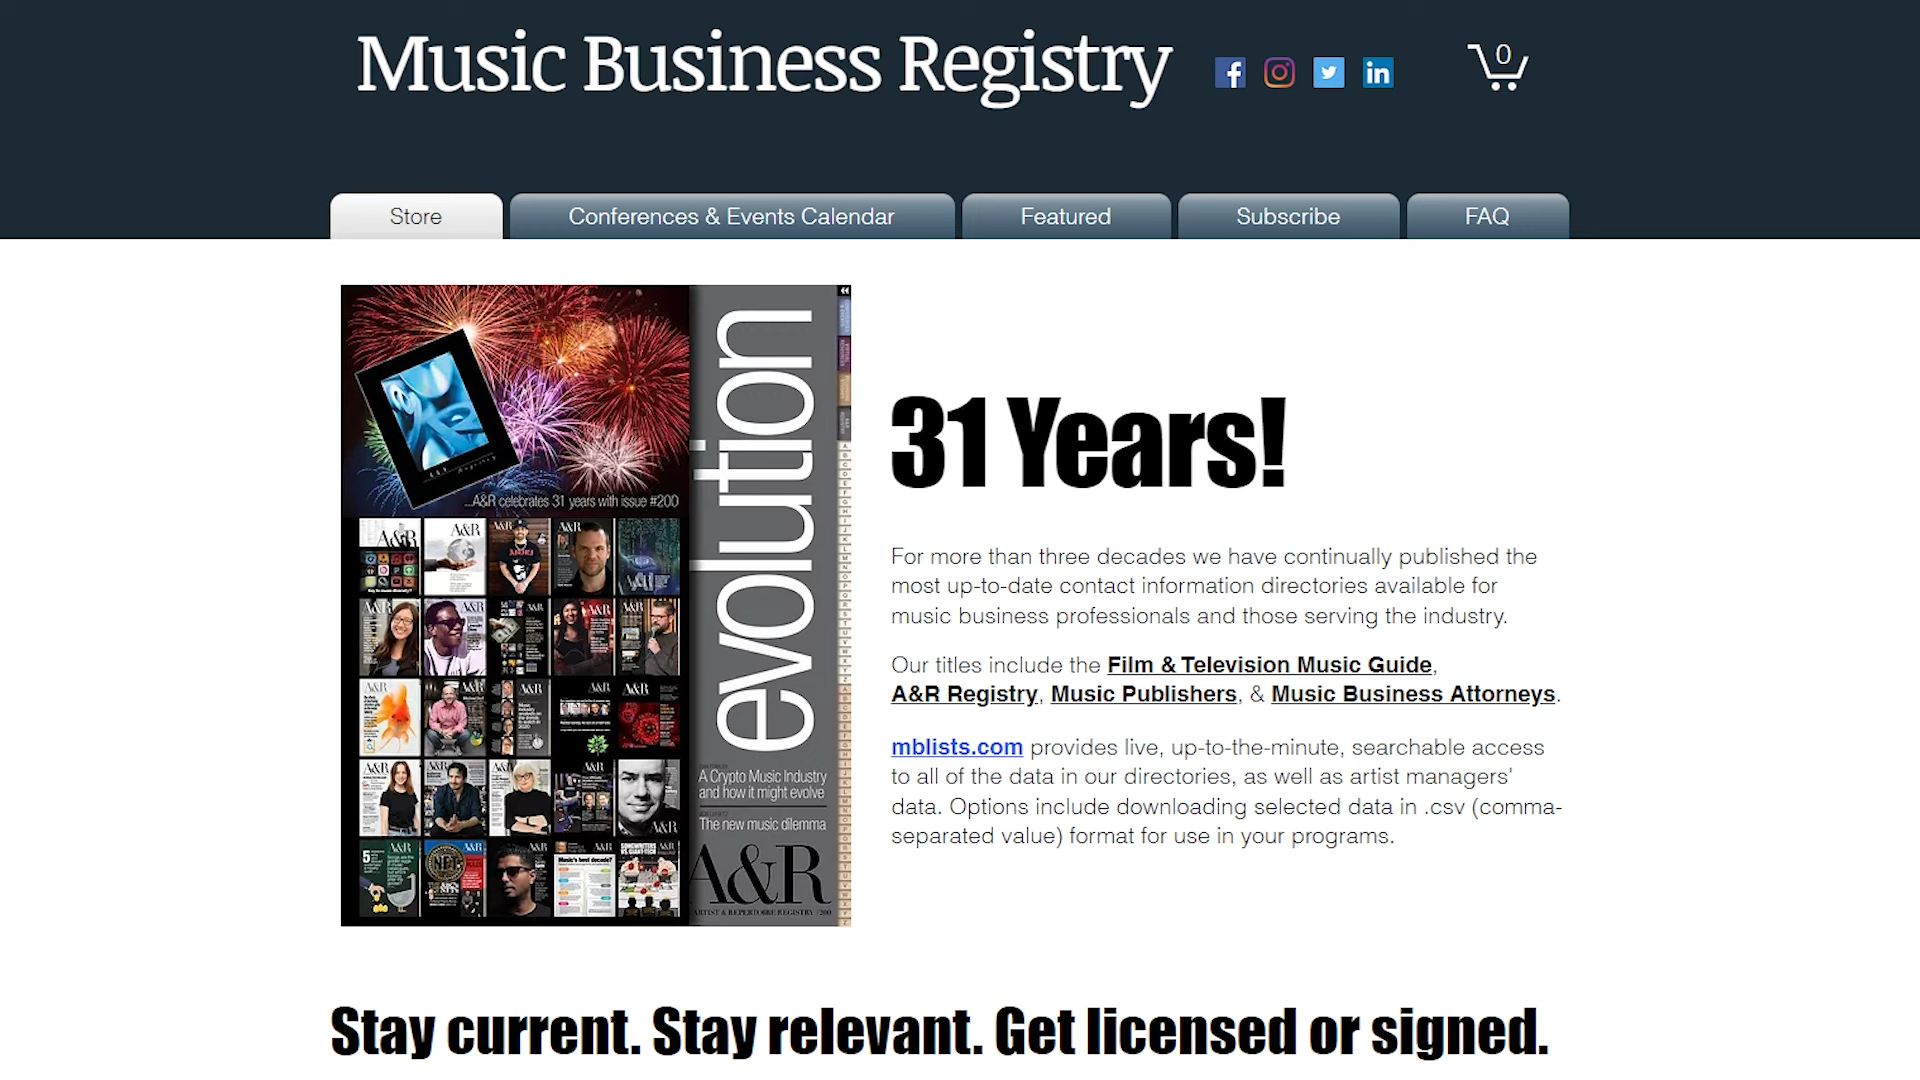 Music Business Registry
0
Store
Conferences & Events Calendar
Featured
Subscribe
FAQ
evolution
...A&R celebrates 31 years with issue #200
A Crypto Music Industry
and how it might evolve
The new music dilemma
A&R
ARTIST & REPERTOIRE REGISTRY #200
31 Years!
For more than three decades we have continually published the
most up-to-date contact information directories available for
music business professionals and those serving the industry.
Our titles include the Film & Television Music Guide,
A&R Registry, Music Publishers, & Music Business Attorneys.
mblists.com provides live, up-to-the-minute, searchable access
to all of the data in our directories, as well as artist managers'
data. Options include downloading selected data in .csv (comma-
separated value) format for use in your programs.
Stay current. Stay relevant. Get licensed or signed.